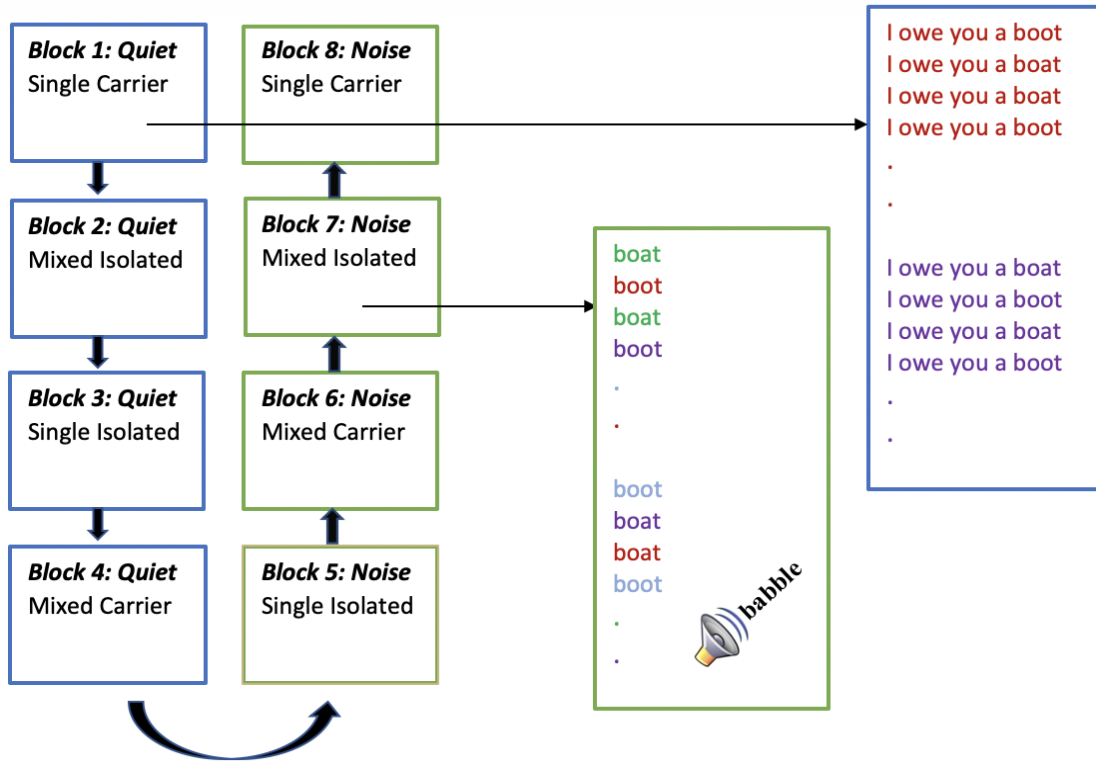 Block 1: Quiet
Single Carrier
Block 2: Quiet
Mixed Isolated
Block 3: Quiet
Single Isolated
Block 4: Quiet
Mixed Carrier
Block 8: Noise
Single Carrier
Block 7: Noise
Mixed Isolated
Block 6: Noise
Mixed Carrier
Block 5: Noise
Single Isolated
boat
boot
boat
boot
.
.
boot
boat
boat
boot
.
.
babble
I owe you a boot
I owe you a boat
I owe you a boat
I owe you a boot
.
.
I owe you a boat
I owe you a boot
I owe you a boat
I owe you a boot
.
.